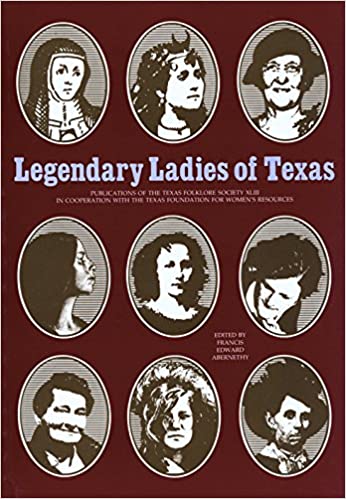 Legendary Ladies of Texas
PUBLICATIONS OF THE TEXAS FOLKLORE SOCIETY XLIII
IN COOPERATION WITH THE TEXAS FOUNDATION FOR WOMEN'S RESOURCES
EDITED BY
FRANCIS
EDWARD
ABERNETHY